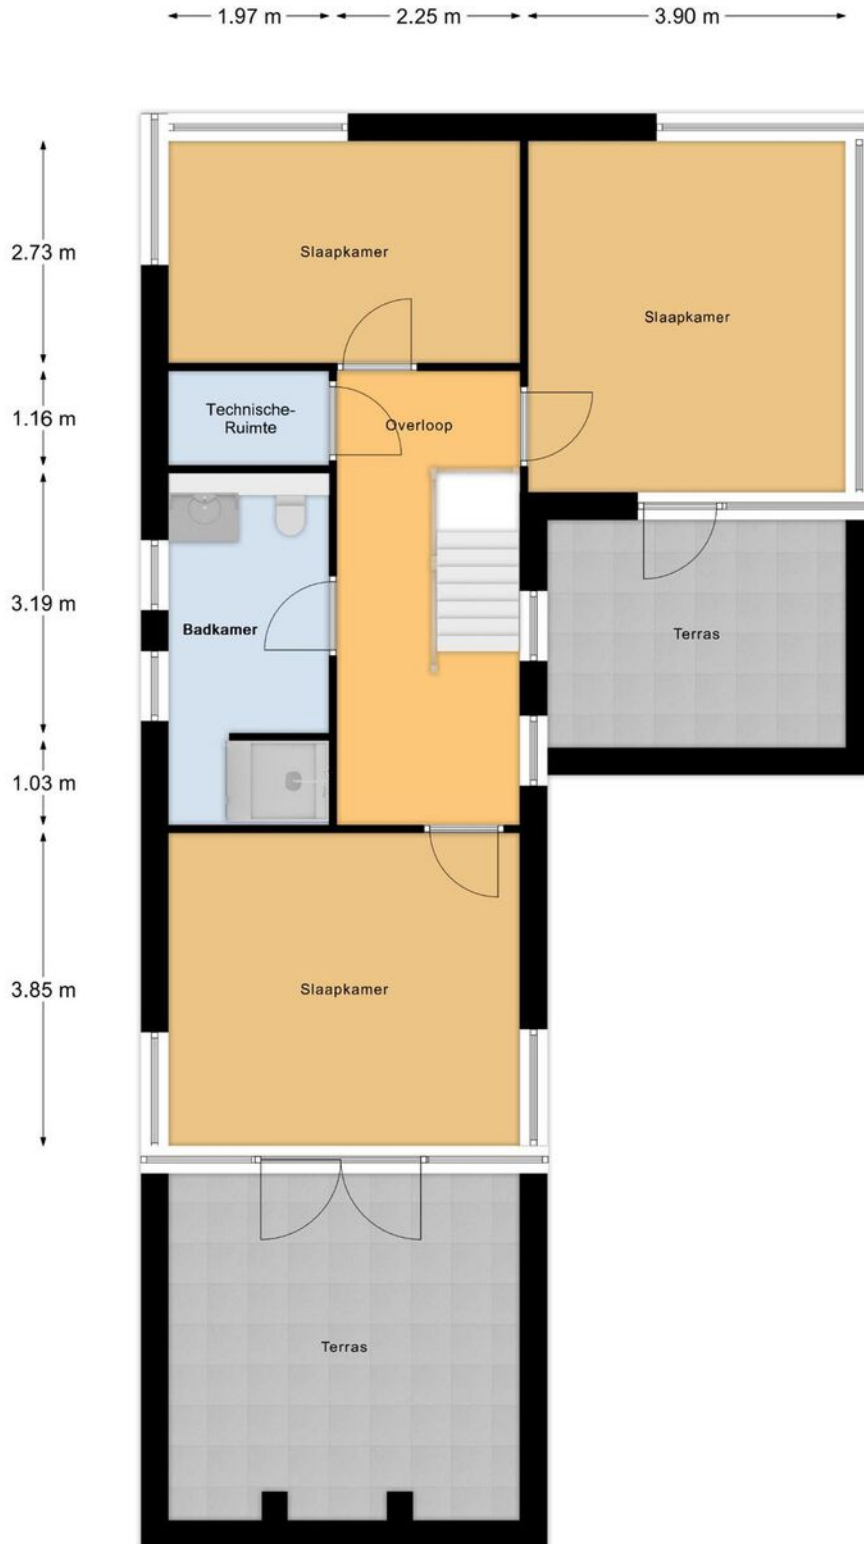 1.97 m
2.25 m
3.90 m
2.73 m
Slaapkamer
Slaapkamer
1.16 m
Technische-
Ruimte
Overloop
3.19 m
Badkamer
Terras
1.03 m
3.85 m
Slaapkamer
Terras